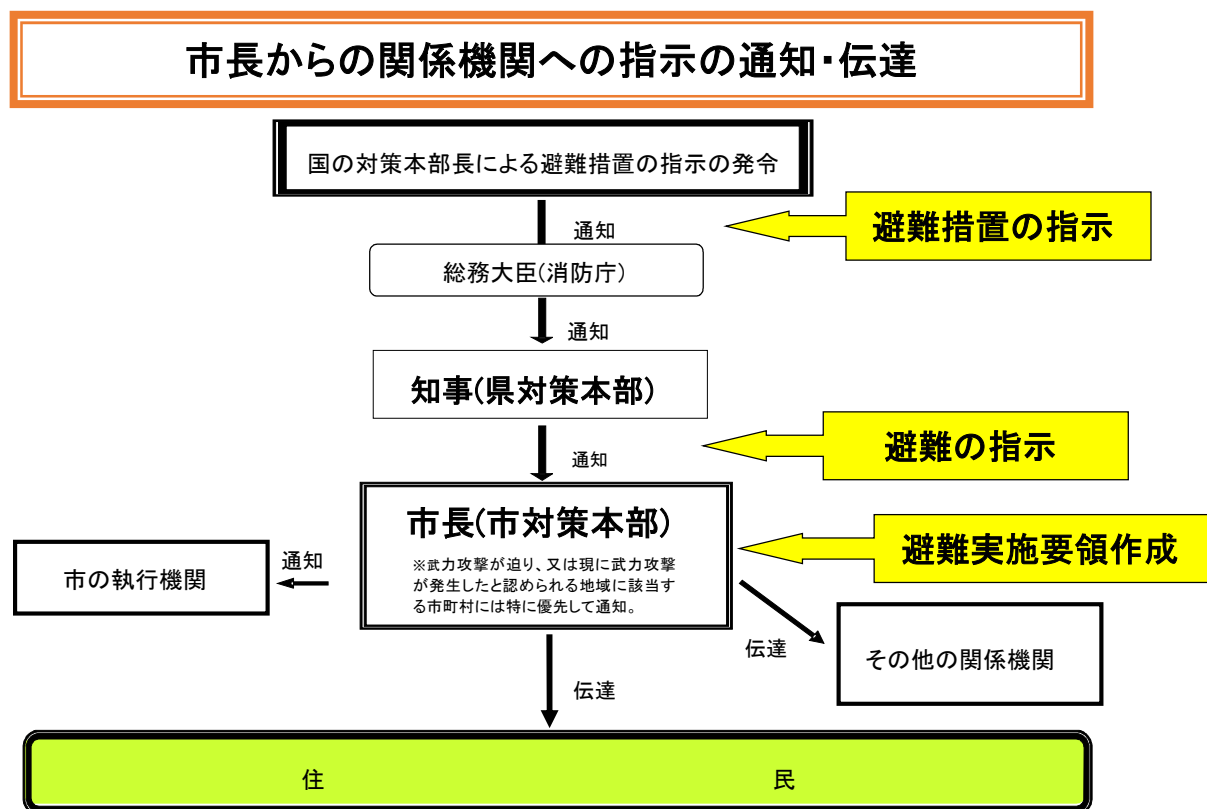 市長からの関係機関への指示の通知・伝達
国の対策本部長による避難措置の指示の発令
通知
避難措置の指示
総務大臣(消防庁)
通知
知事(県対策本部)
通知
避難の指示
市長(市対策本部)
※武力攻撃が迫り、又は現に武力攻撃
が発生したと認められる地域に該当す
る市町村には特に優先して通知。
避難実施要領作成
通知
市の執行機関
伝達
その他の関係機関
伝達
住 民